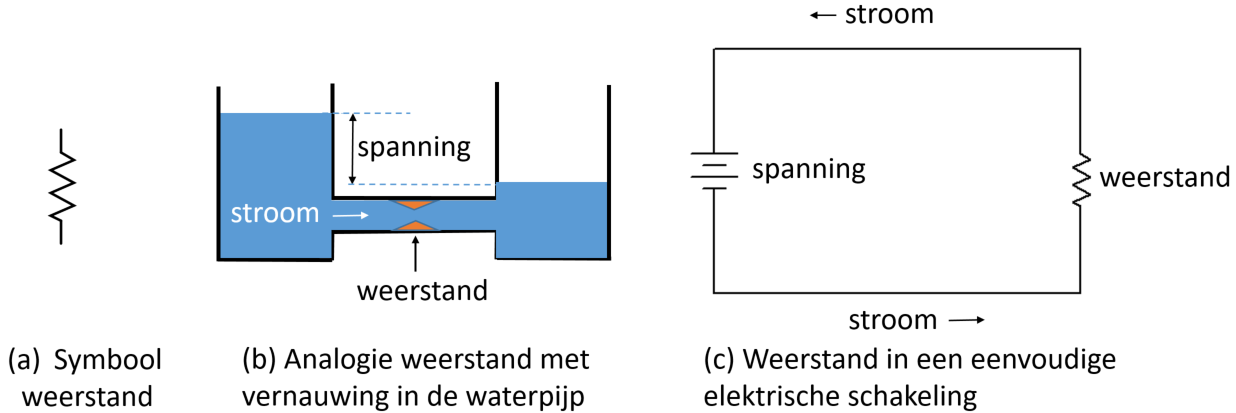 spanning
stroom
weerstand
← stroom
spanning
weerstand
stroom →
(a) Symbool
weerstand
(b) Analogie weerstand met
vernauwing in de waterpijp
(c) Weerstand in een eenvoudige
elektrische schakeling